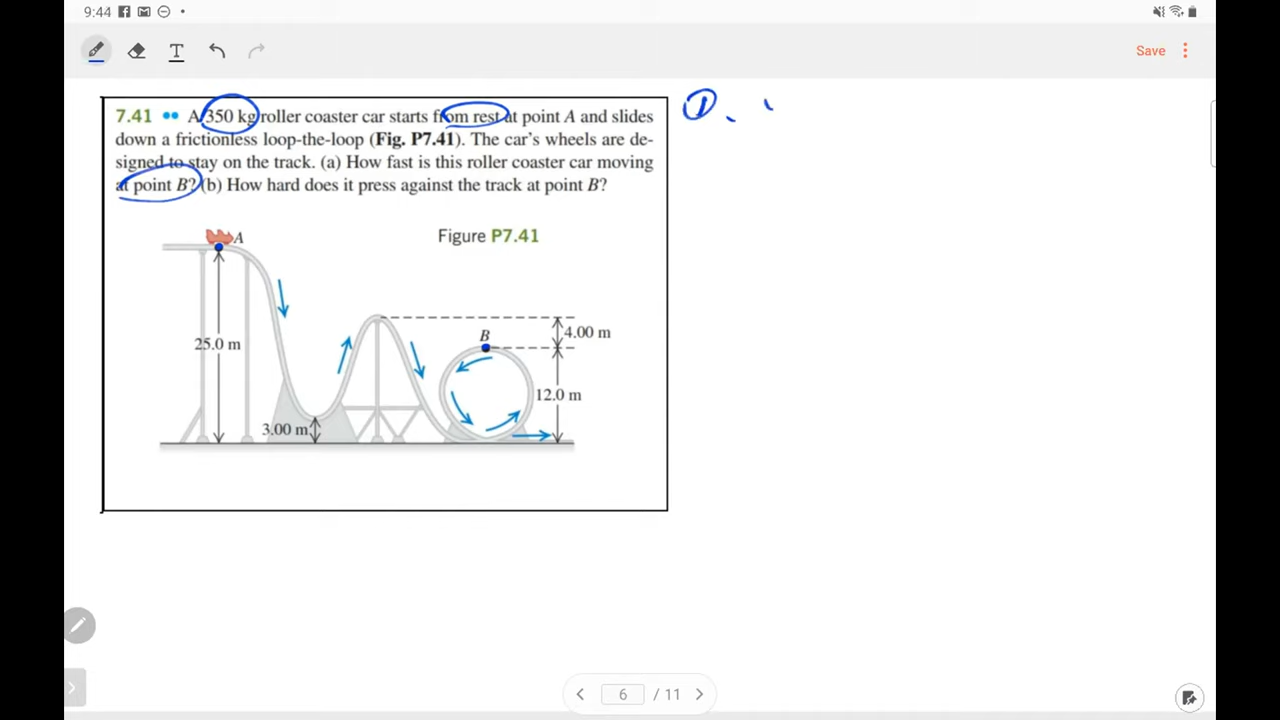 9:44
T
Save
7.41 •• A 350 kg roller coaster car starts from rest at point A and slides
down a frictionless loop-the-loop (Fig. P7.41). The car's wheels are de-
signed to stay on the track. (a) How fast is this roller coaster car moving
at point B? (b) How hard does it press against the track at point B?
①
Figure P7.41
A
25.0 m
3.00 m
B
4.00 m
12.0 m
< 6 / 11 >